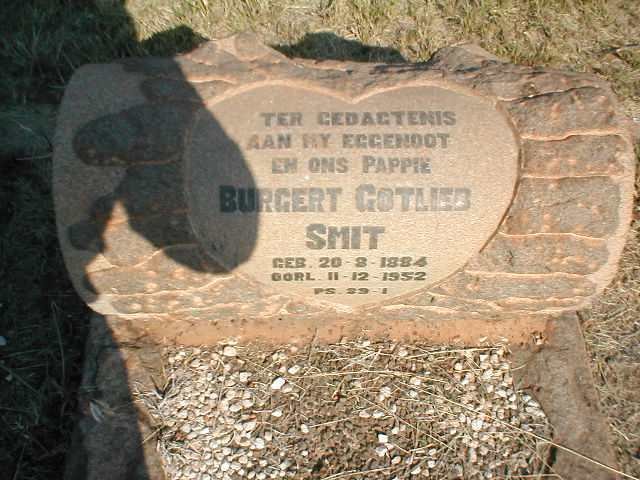 TER GEDAGTENIS
AAN MY EGGENOOT
EN ONS PAPPIE
BURGERT GOTLIEB
SMIT
GEB. 20-8-1884
OORL. 11-12-1952
PS. 39-1